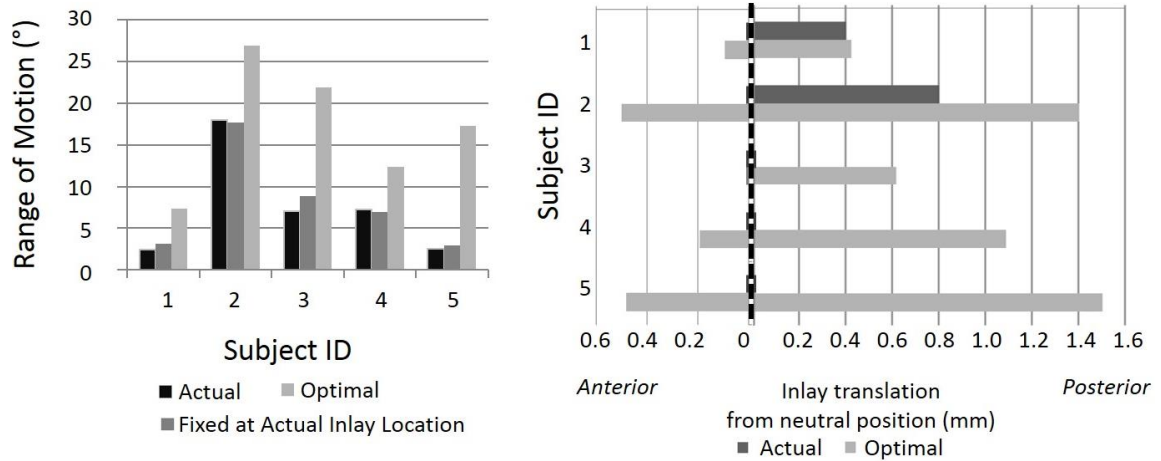 Range of Motion (°)
30
25
20
15
10
5
0
1 2 3 4 5
Subject ID
Actual Optimal
Fixed at Actual Inlay Location
Subject ID
1
2
3
4
5
0.6 0.4 0.2 0 0.2 0.4 0.6 0.8 1.0 1.2 1.4 1.6
Anterior Inlay translation Posterior
from neutral position (mm)
Actual Optimal